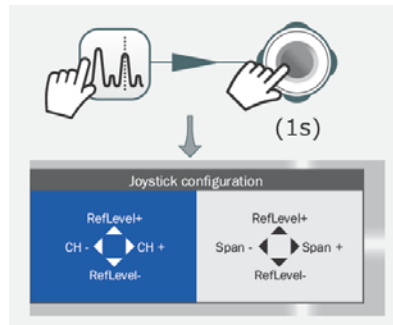 (1s)
Joystick configuration
RefLevel+
CH -
CH +
RefLevel-
RefLevel+
Span -
Span +
RefLevel-